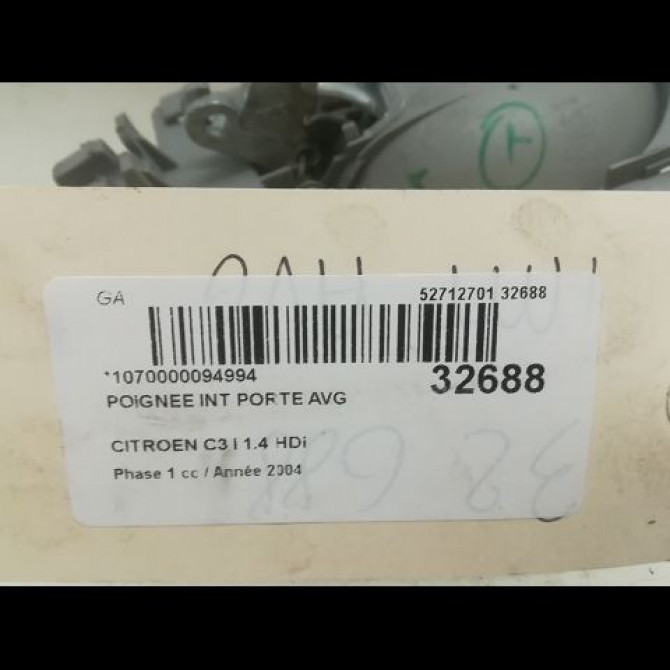 GA
52712701 32688
*1070000094994
32688
POiGNEE INT PORTE AVG
CITROEN C3 I 1.4 HDi
Phase 1 cc / Année 2004